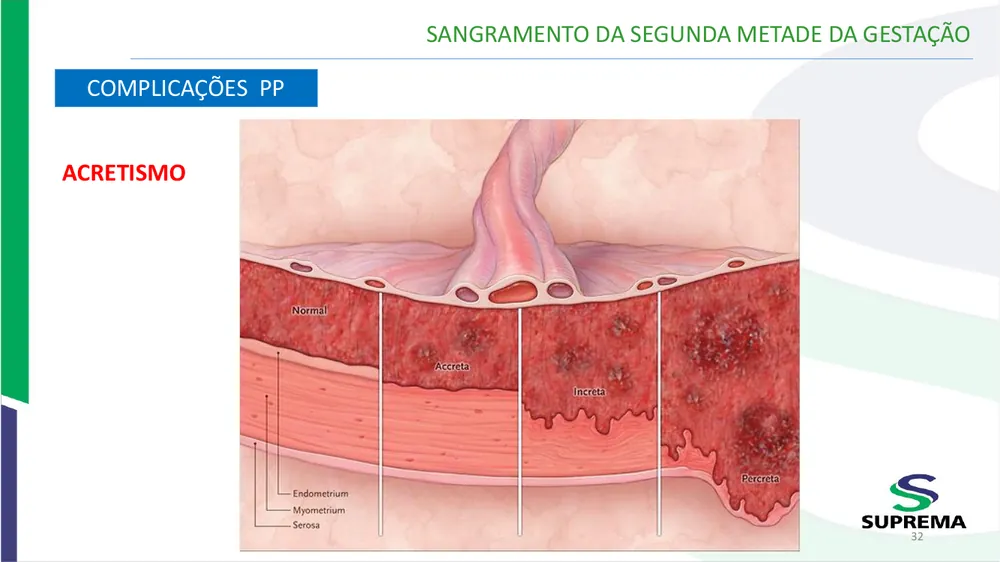 SANGRAMENTO DA SEGUNDA METADE DA GESTAÇÃO
COMPLICAÇÕES PP
ACRETISMO
Normal
Accreta
Increta
Percreta
Endometrium
Myometrium
Serosa
SUPREMA
32